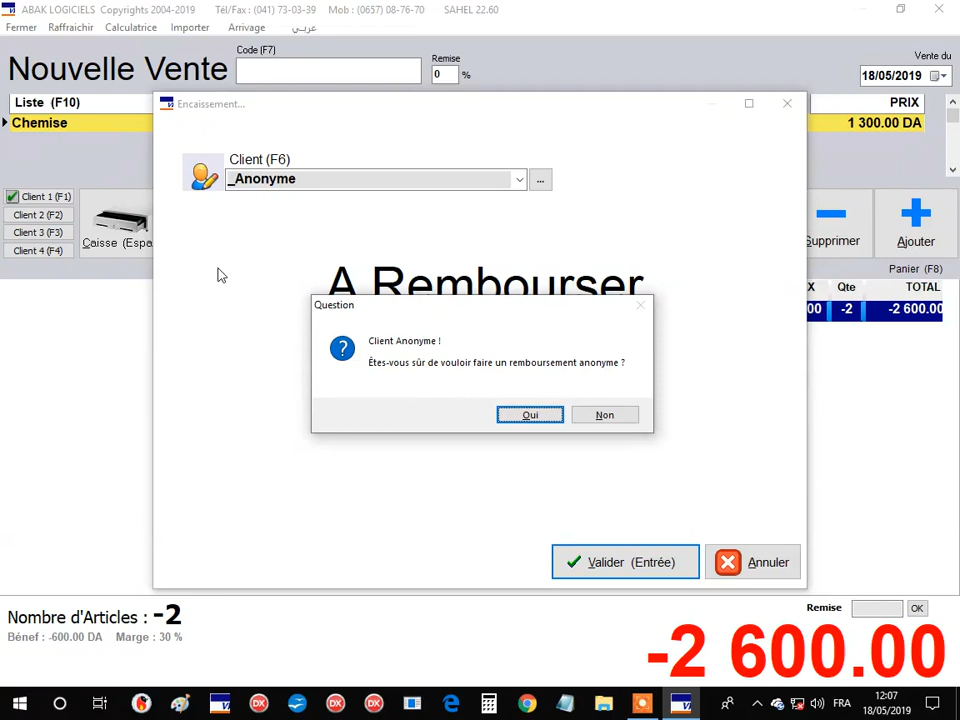 ABAK LOGICIELS Copyrights 2004-2019 Tél/Fax : (041) 73-03-39 Mob : (0657) 08-76-70 SAHEL 22.60
Fermer Raffraichir Calculatrice Importer Arrivage عربي
Nouvelle Vente
Code (F7)
Remise
0 %
Vente du
18/05/2019
Liste (F10)
PRIX
Chemise
1 300.00 DA
Encaissement...
Client (F6)
_Anonyme
...
Client 1 (F1)
Client 2 (F2)
Client 3 (F3)
Client 4 (F4)
Caisse (Espa
Supprimer
Ajouter
Panier (F8)
X Qte TOTAL
00 -2 -2 600.00
A Rembourser
Question
Client Anonyme !
Êtes-vous sûr de vouloir faire un remboursement anonyme ?
Oui Non
Valider (Entrée) Annuler
Nombre d'Articles : -2
Bénef : -600.00 DA Marge : 30 %
Remise OK
-2 600.00
FRA
12:07
18/05/2019